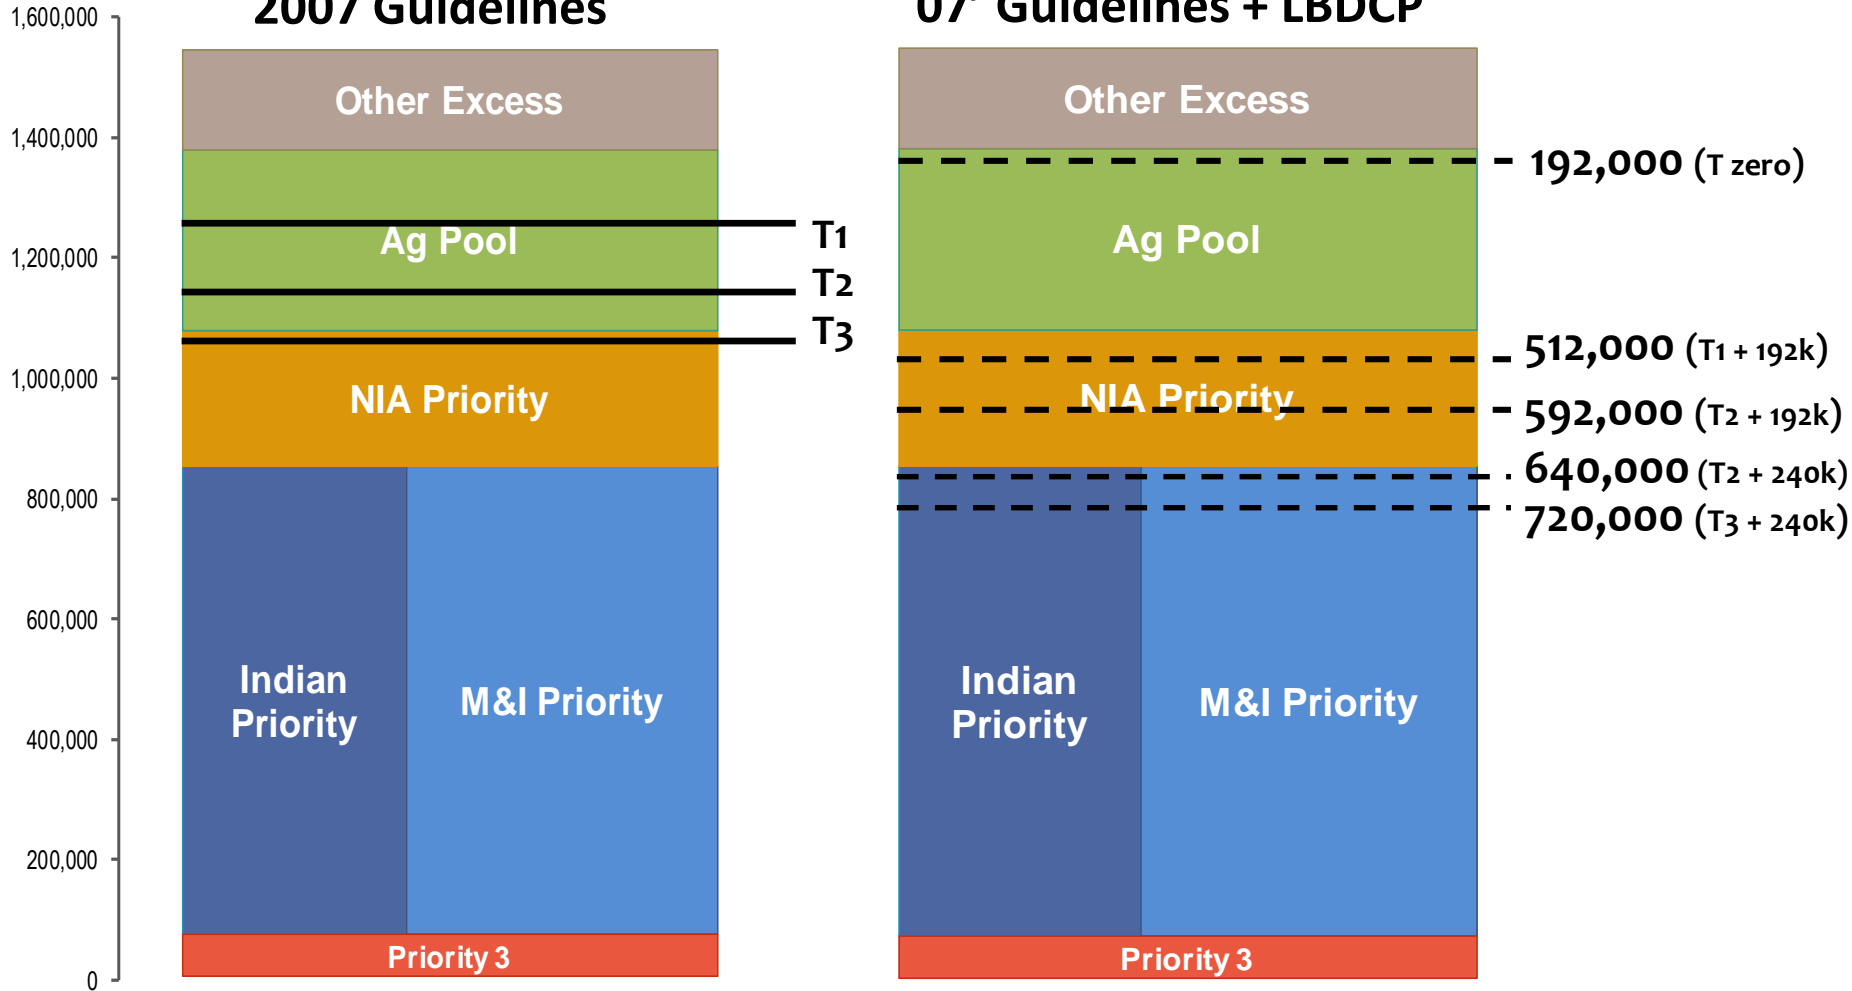 2007 Guidelines
07' Guidelines + LBDCP
1,600,000
1,400,000
1,200,000
1,000,000
800,000
600,000
400,000
200,000
0
Other Excess
Ag Pool
NIA Priority
Indian
Priority
M&I Priority
Priority 3
T1
T2
T3
Other Excess
Ag Pool
NIA Priority
Indian
Priority
M&I Priority
Priority 3
192,000 (T zero)
512,000 (T1 + 192k)
592,000 (T2 + 192k)
640,000 (T2 + 240k)
720,000 (T3 + 240k)